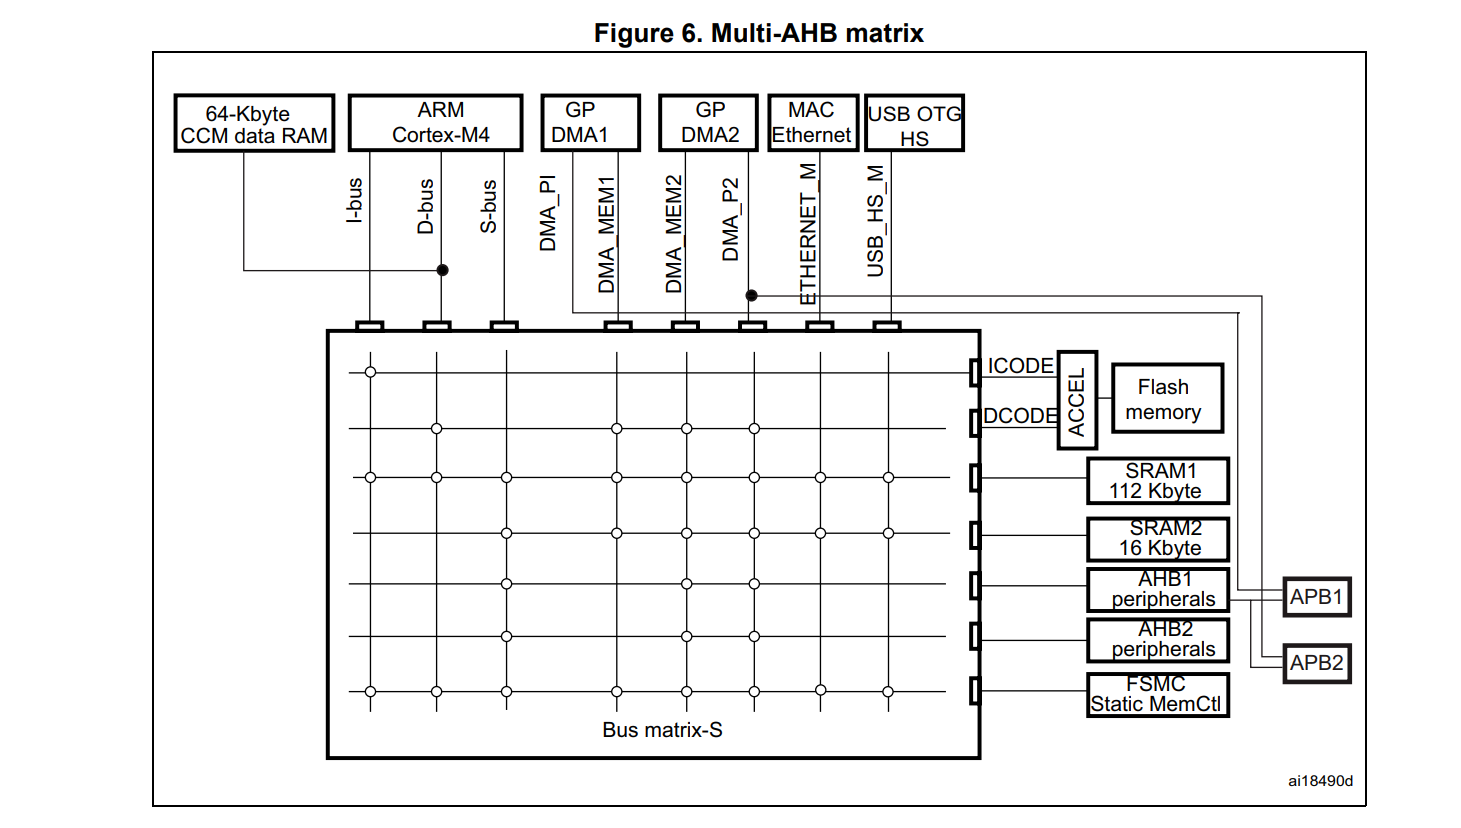 Figure 6. Multi-AHB matrix
64-Kbyte
CCM data RAM
ARM
Cortex-M4
GP
DMA1
GP
DMA2
MAC
Ethernet
USB OTG
HS
I-bus
D-bus
S-bus
DMA_PI
DMA_MEM1
DMA_MEM2
DMA_P2
ETHERNET_M
USB_HS_M
ICODE
DCODE
ACCEL
Flash
memory
SRAM1
112 Kbyte
SRAM2
16 Kbyte
AHB1
peripherals
AHB2
peripherals
FSMC
Static MemCtl
APB1
APB2
Bus matrix-S
ai18490d